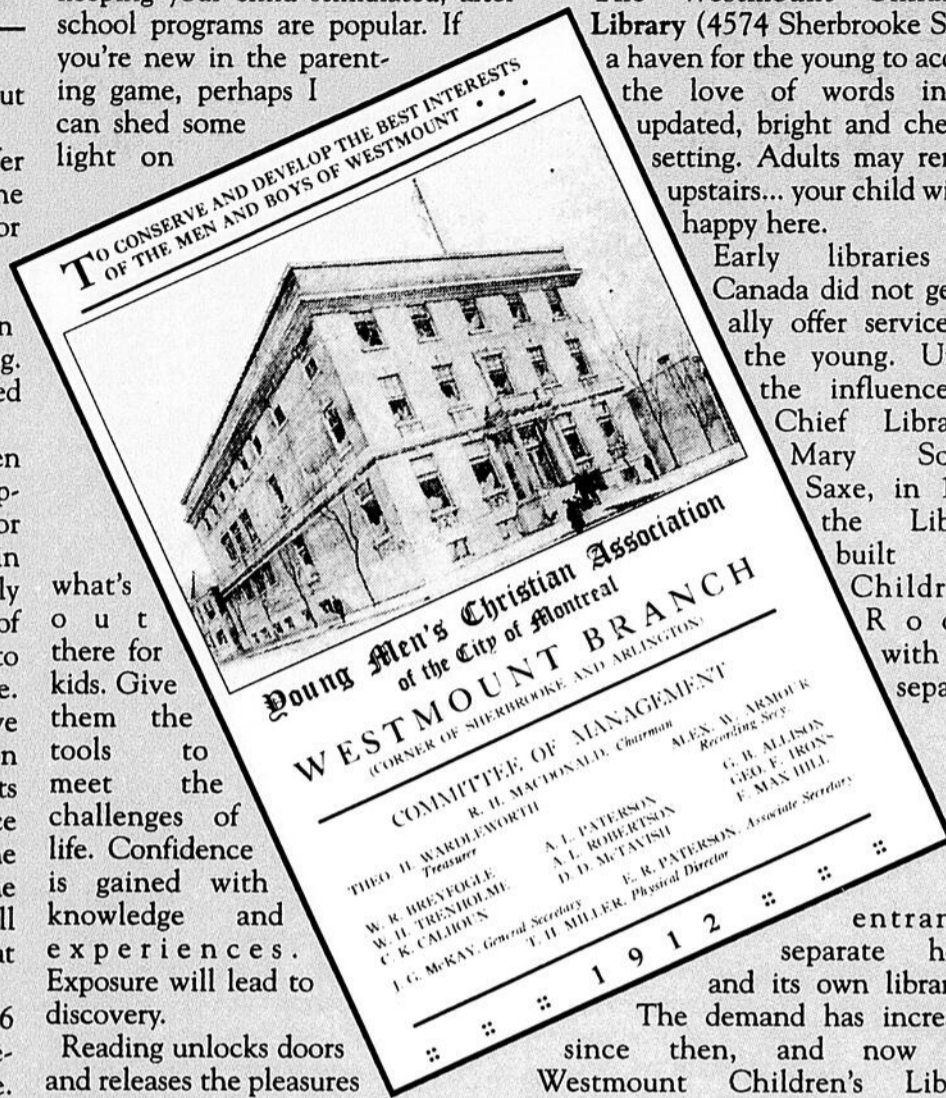 school programs are popular. If
you're new in the parent-
ing game, perhaps I
can shed some
light on
what's
out
there for
kids. Give
them the
tools to
meet the
challenges of
life. Confidence
is gained with
knowledge and
experiences.
Exposure will lead to
discovery.
Reading unlocks doors
and releases the pleasures
TO CONSERVE AND DEVELOP THE BEST INTERESTS
OF THE MEN AND BOYS OF WESTMOUNT . . .
Young Men's Christian Association
of the City of Montreal
WESTMOUNT BRANCH
(CORNER OF SHERBROOKE AND ARLINGTON)
COMMITTEE OF MANAGEMENT
R. H. MACDONALD, Chairman
THEO. H. WARDLEWORTH
Treasurer
ALEX. W. ARMOUR
Recording Secy.
W. R. BREYFOGLE
W. H. TRENHOLME
C. K. CALHOUN
A. L. PATERSON
A. L. ROBERTSON
D. D. McTAVISH
G. B. ALLISON
GEO. F. IRONS
F. MAX HILL
J. G. McKAY, General Secretary
E. R. PATERSON, Associate Secretary
T. H. MILLER, Physical Director
:: :: :: 1 9 1 2 :: :: ::
Library (4574 Sherbrooke
a haven for the young to
the love of words in
updated, bright and
setting. Adults may
upstairs... your child
happy here.
Early libraries
Canada did not
ally offer
the young.
the influence
Chief
Mary
Saxe, in
the
built
with
entran
separate
and its own
The demand has
since then, and now
Westmount Children's